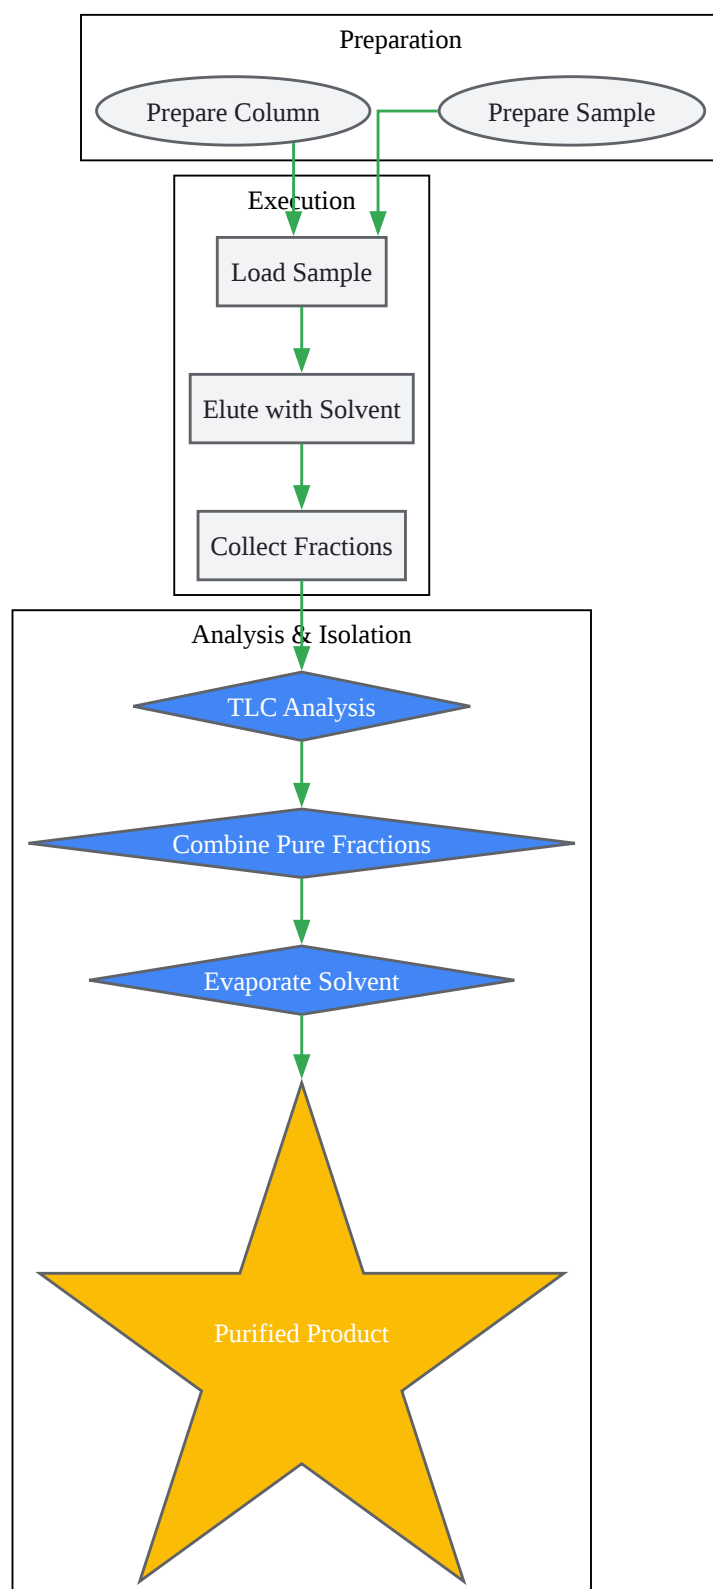 Preparation
Prepare Column
Prepare Sample
Execution
Load Sample
Elute with Solvent
Collect Fractions
Analysis & Isolation
TLC Analysis
Combine Pure Fractions
Evaporate Solvent
Purified Product